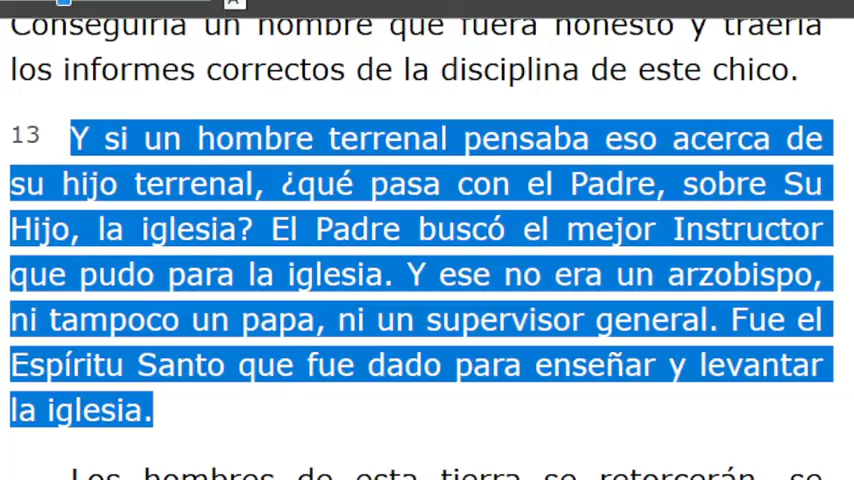 Conseguiría un hombre que fuera honesto y traería
los informes correctos de la disciplina de este chico.
13 Y si un hombre terrenal pensaba eso acerca de
su hijo terrenal, ¿qué pasa con el Padre, sobre Su
Hijo, la iglesia? El Padre buscó el mejor Instructor
que pudo para la iglesia. Y ese no era un arzobispo,
ni tampoco un papa, ni un supervisor general. Fue el
Espíritu Santo que fue dado para enseñar y levantar
la iglesia.
Los hombres de esta tierra se retorcerán, se